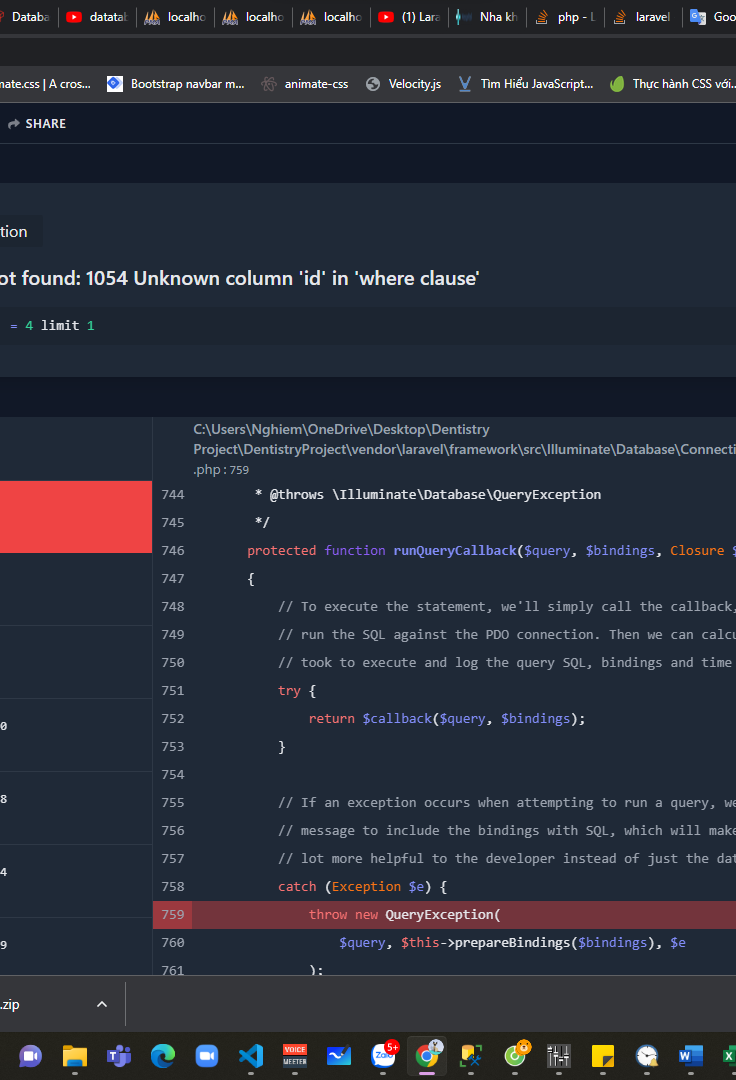 Databa
datatab
localho
localho
localho
(1) Lara
Nha kh
php - L
laravel
Goo
mate.css | A cros...
Bootstrap navbar m...
animate-css
Velocity.js
Tìm Hiểu JavaScript...
Thực hành CSS với...
SHARE
tion
ot found: 1054 Unknown column 'id' in 'where clause'
= 4 limit 1
C:\Users\Nghiem\OneDrive\Desktop\Dentistry
Project\DentistryProject\vendor\laravel\framework\src\Illuminate\Database\Connecti
.php : 759
744 * @throws \Illuminate\Database\QueryException
745 */
746 protected function runQueryCallback($query, $bindings, Closure $
747 {
748 // To execute the statement, we'll simply call the callback,
749 // run the SQL against the PDO connection. Then we can calcu
750 // took to execute and log the query SQL, bindings and time
751 try {
752 return $callback($query, $bindings);
753 }
754
755 // If an exception occurs when attempting to run a query, we
756 // message to include the bindings with SQL, which will make
757 // lot more helpful to the developer instead of just the dat
758 catch (Exception $e) {
759 throw new QueryException(
760 $query, $this->prepareBindings($bindings), $e
761 );
0
8
4
9
.zip
VOICE
MEETER
Zalo
5+